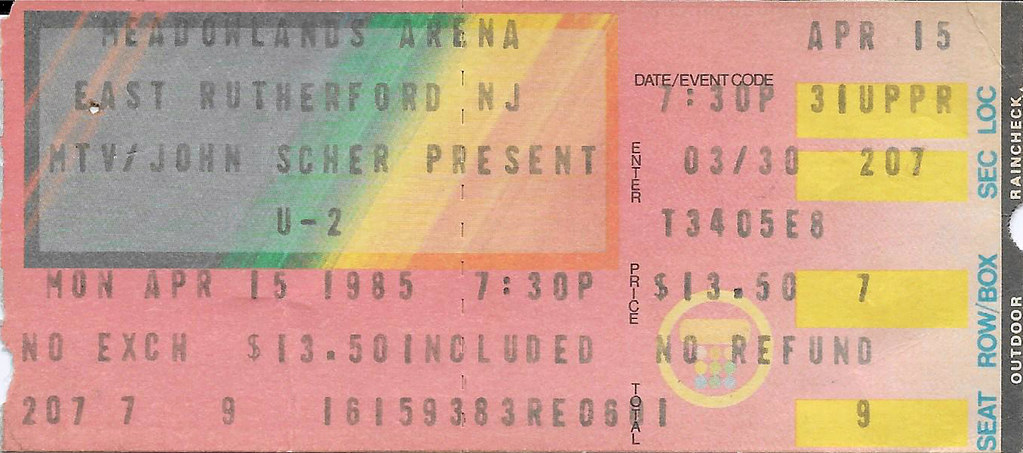 MEADOWLANDS ARENA APR 15
DATE/EVENT CODE
EAST RUTHERFORD NJ 7:30P 31UPPR
MTV/JOHN SCHER PRESENT ENTER 03/30 207
U-2 T3405E8
MON APR 15 1985 7:30P PRICE $13.50 7
NO EXCH $13.50INCLUDED NO REFUND
207 7 9 16159383RE0601 TOTAL 9
SEC LOC
ROW/BOX
SEAT
RAINCHECK
OUTDOOR